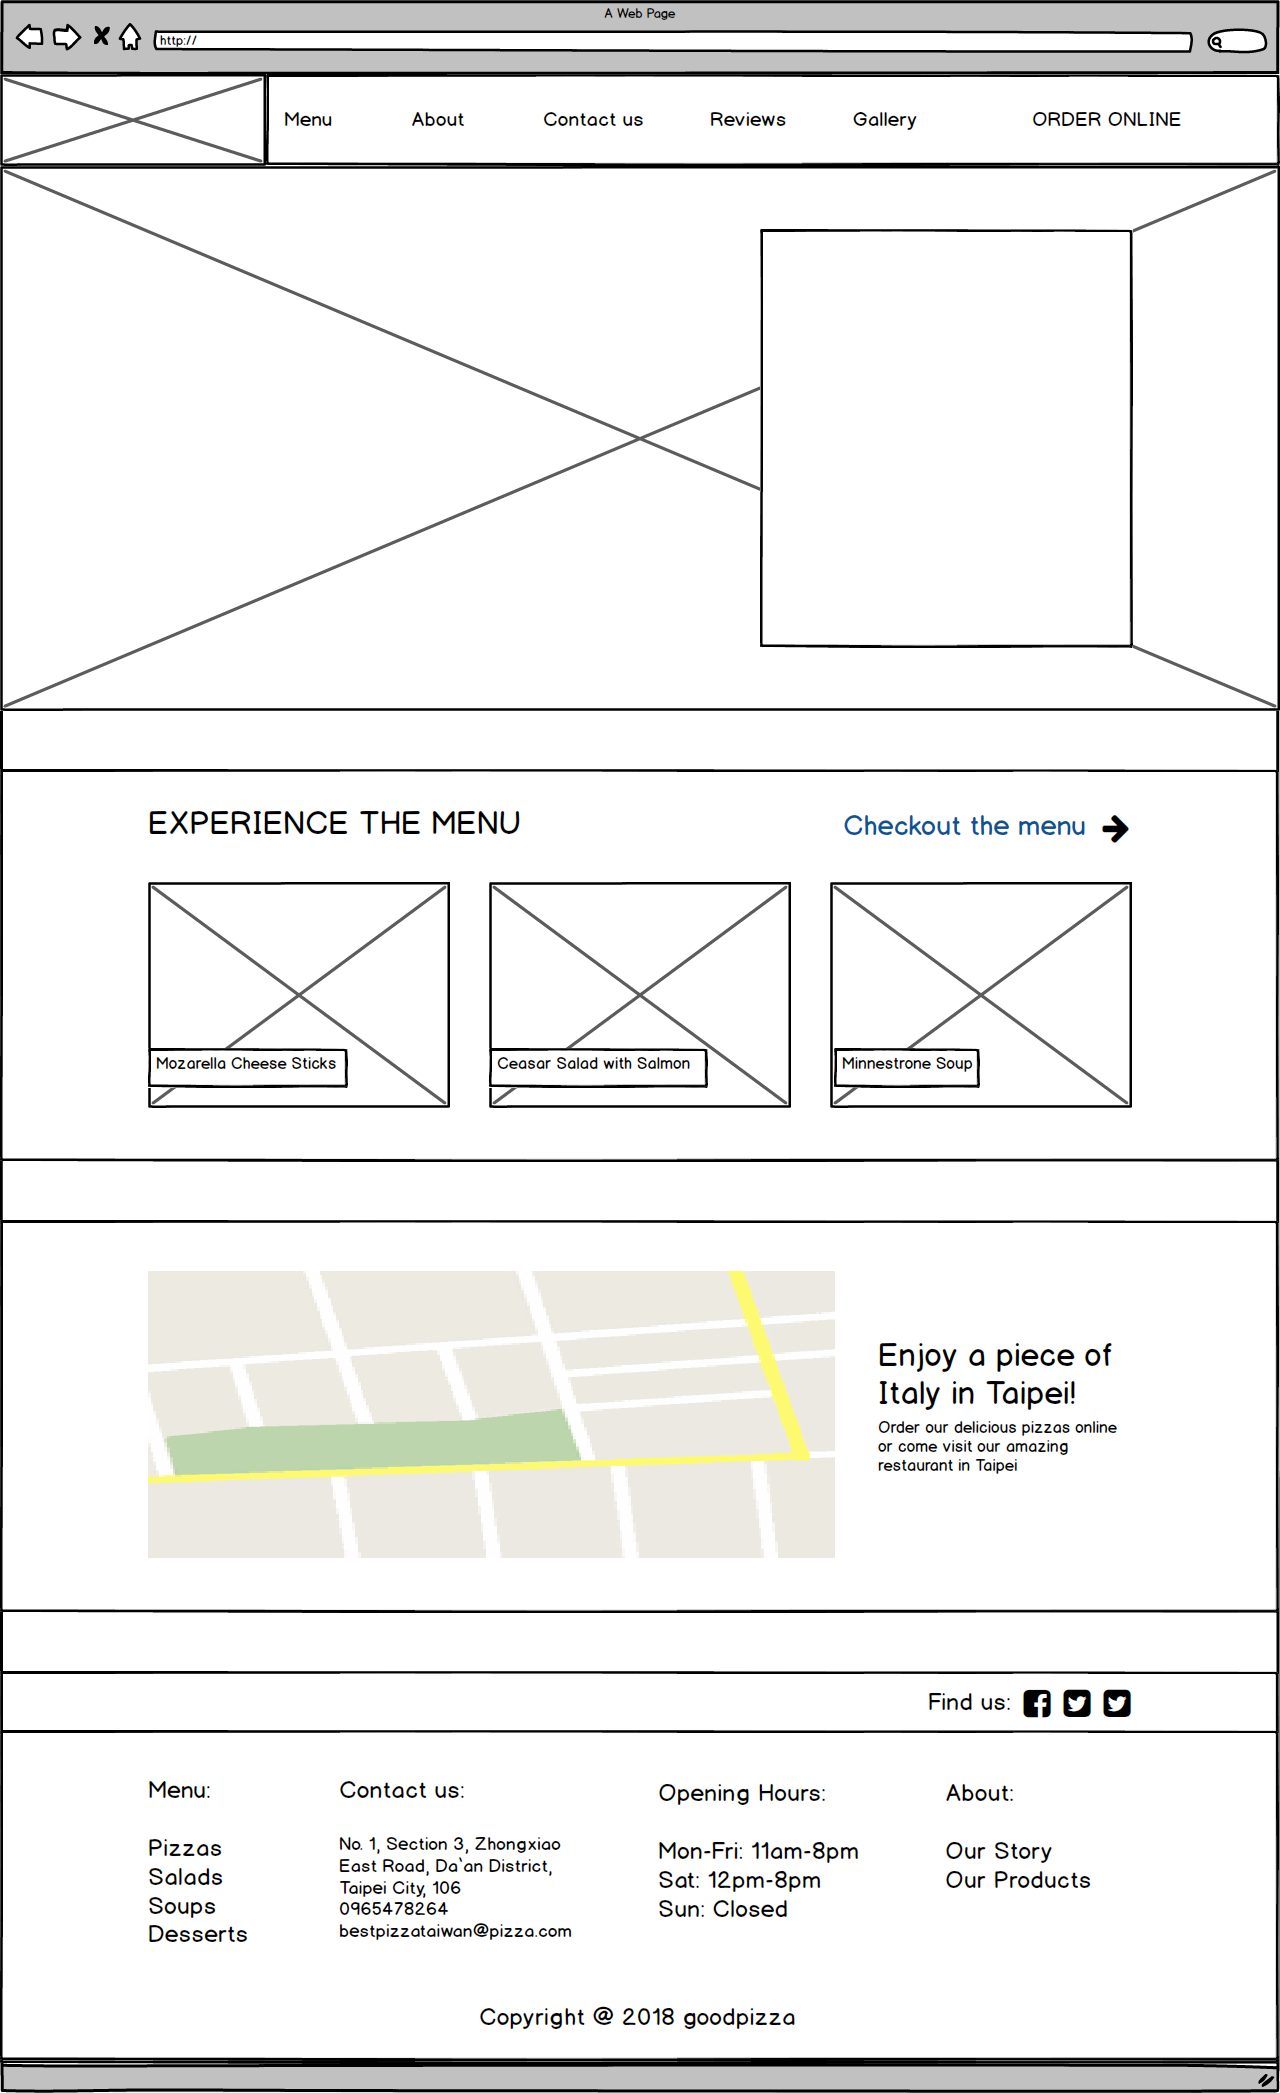 A Web Page
http://
Menu About Contact us Reviews Gallery ORDER ONLINE
EXPERIENCE THE MENU
Checkout the menu
Mozarella Cheese Sticks
Ceasar Salad with Salmon
Minnestrone Soup
Enjoy a piece of
Italy in Taipei!
Order our delicious pizzas online
or come visit our amazing
restaurant in Taipei
Find us:
Menu:
Pizzas
Salads
Soups
Desserts
Contact us:
No. 1, Section 3, Zhongxiao
East Road, Da`an District,
Taipei City, 106
0965478264
bestpizzataiwan@pizza.com
Opening Hours:
Mon-Fri: 11am-8pm
Sat: 12pm-8pm
Sun: Closed
About:
Our Story
Our Products
Copyright @ 2018 goodpizza